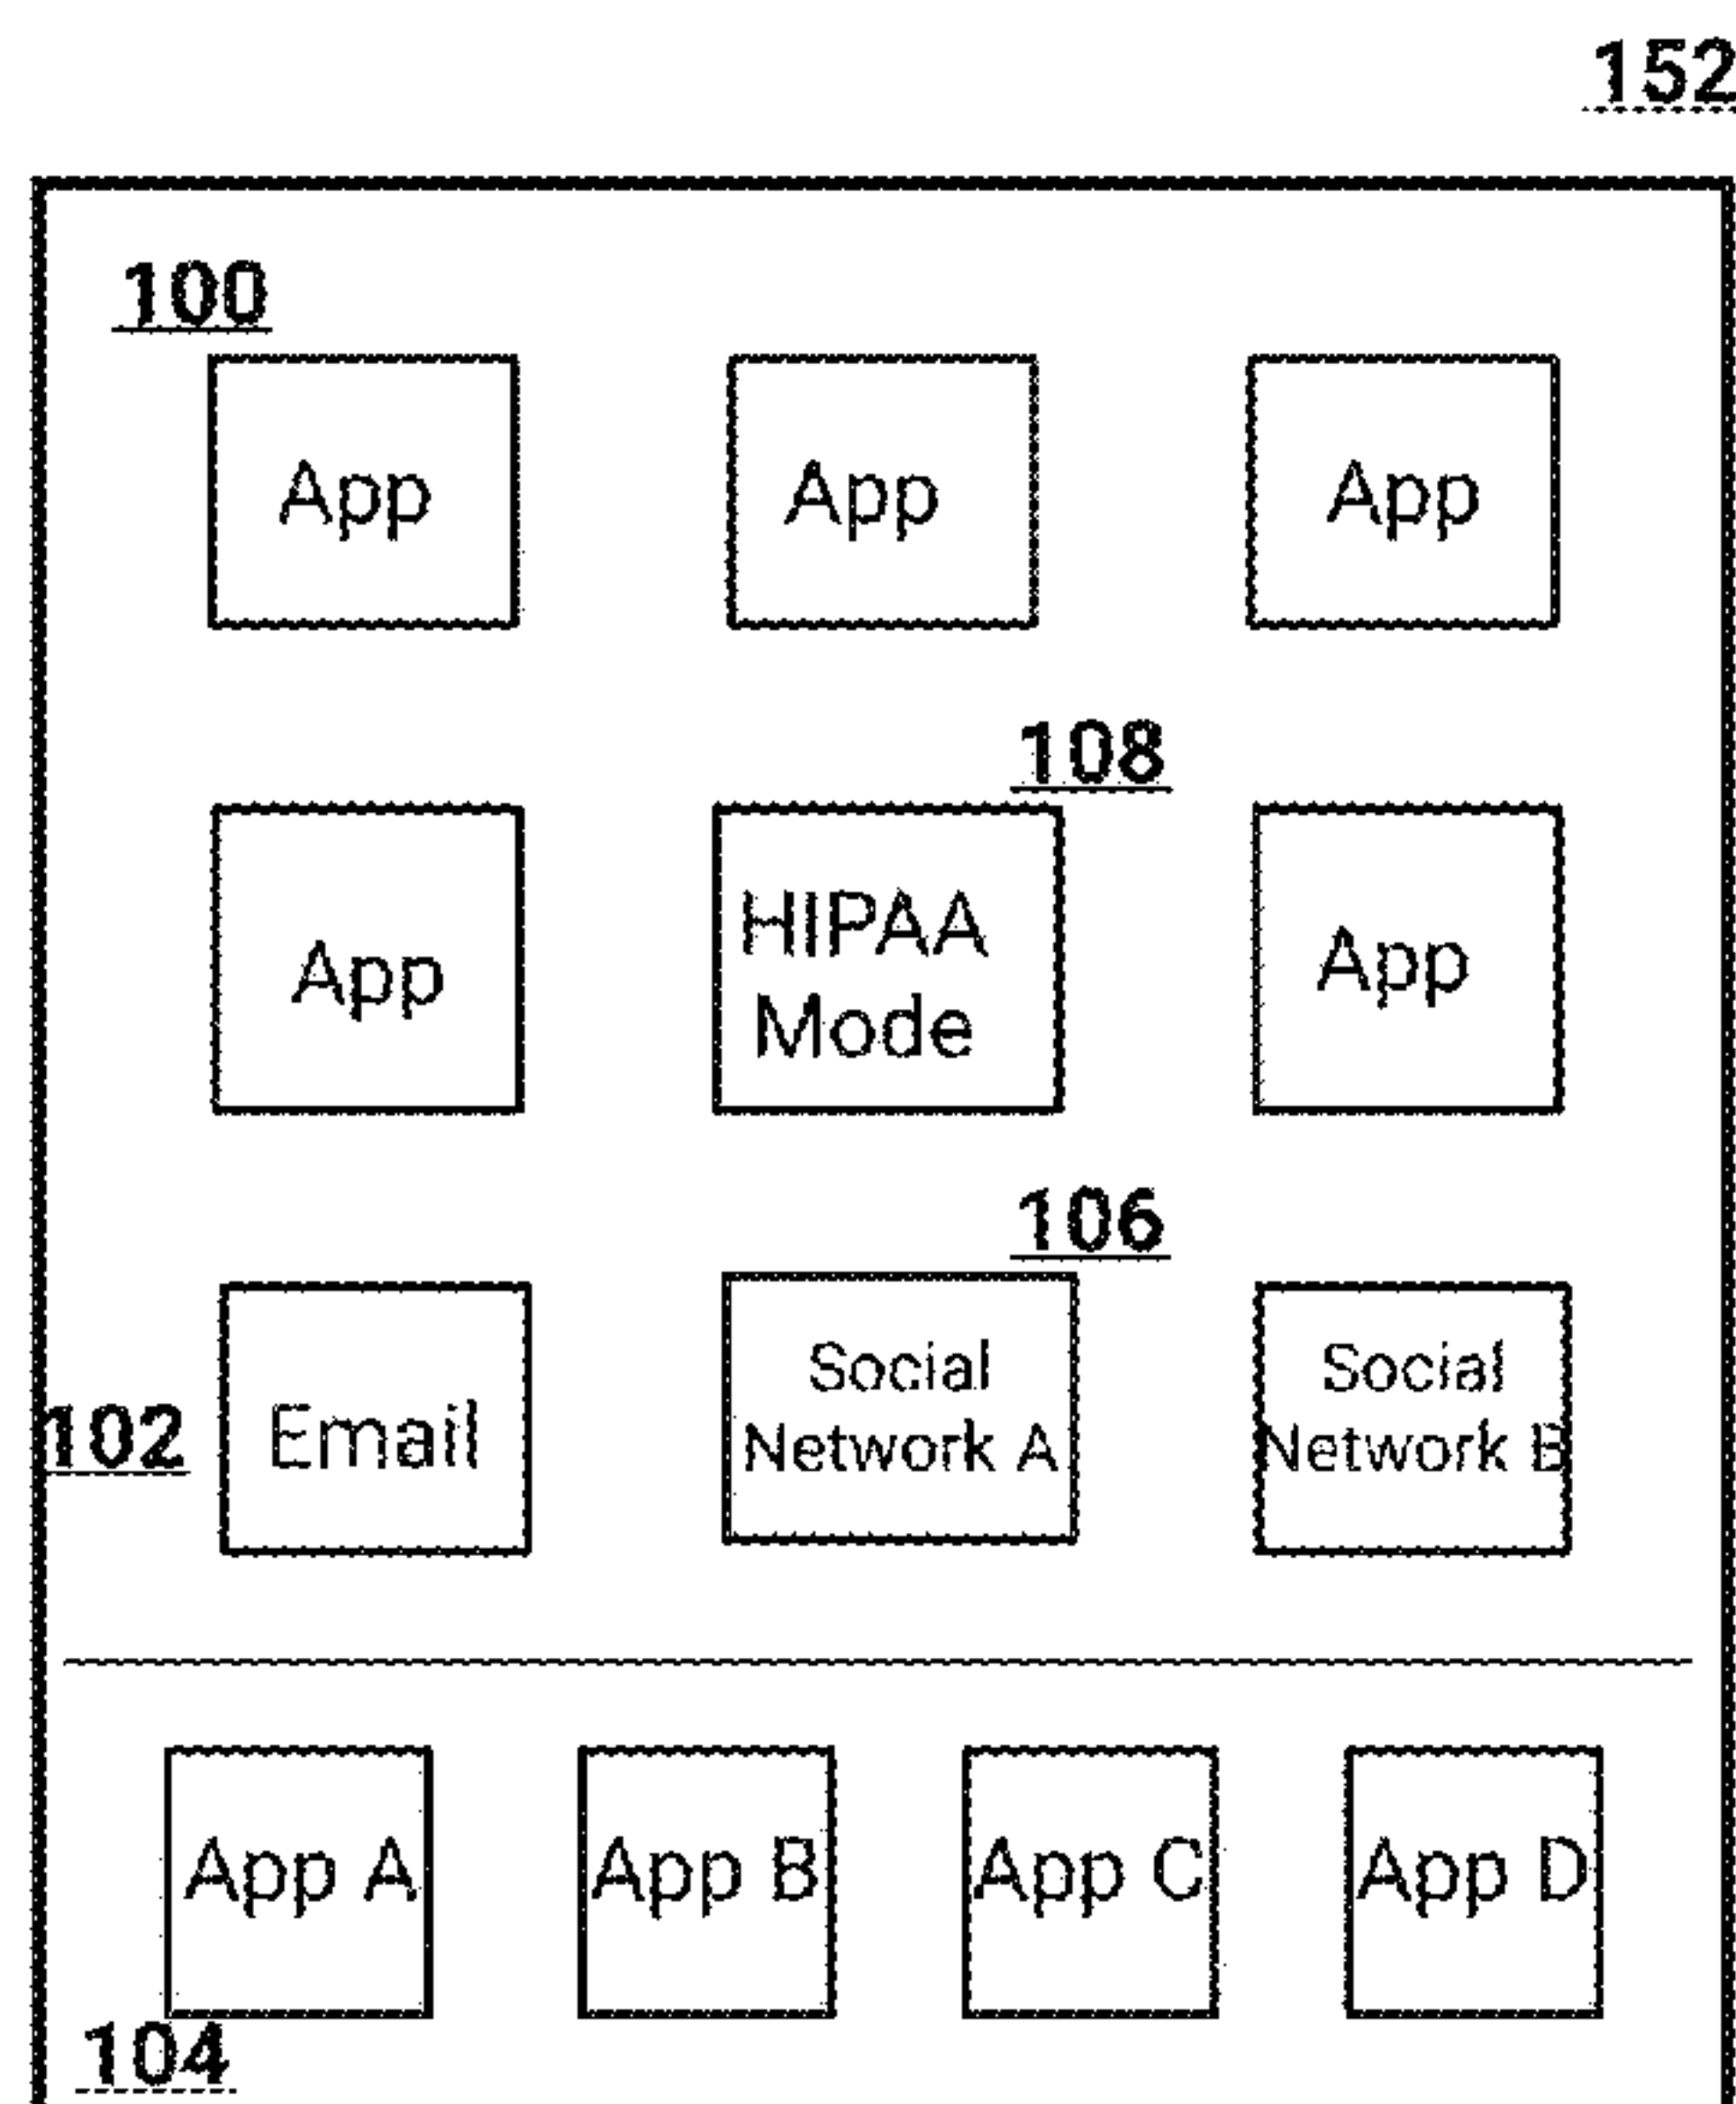 152
100
App App App
108
App HIPAA Mode App
106
102 Email Social Network A Social Network B
App A App B App C App D
104